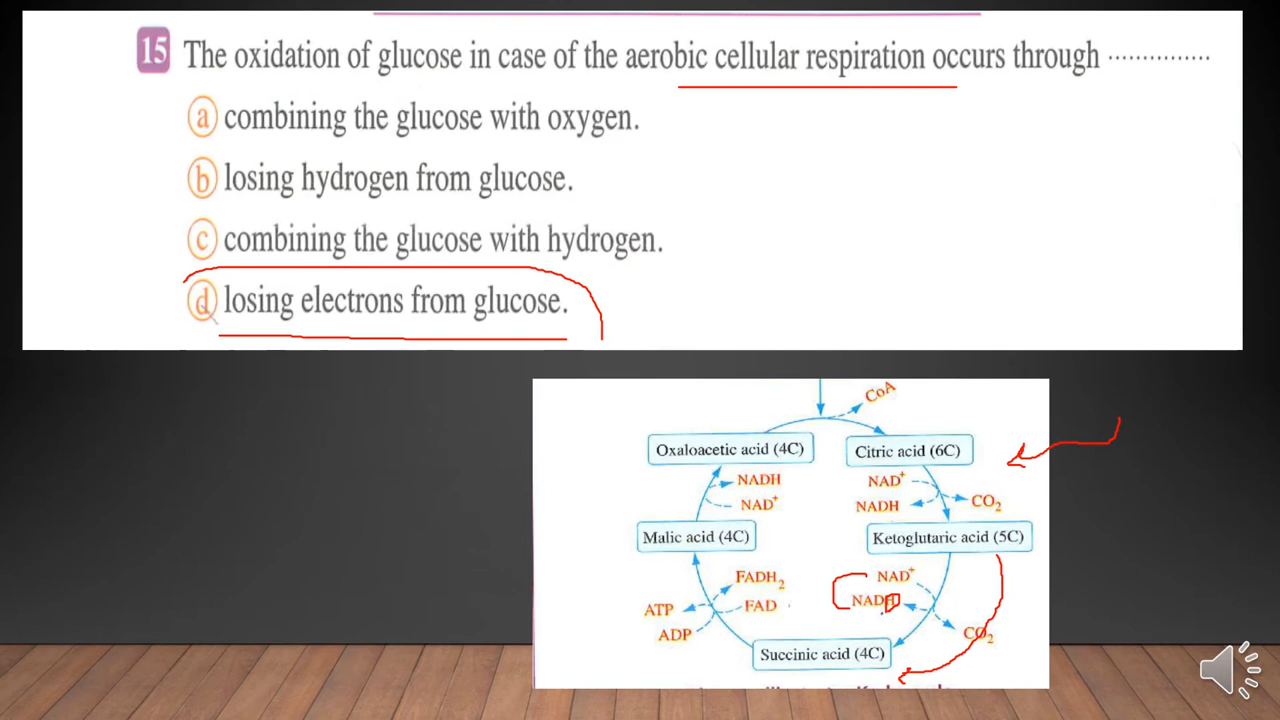 15 The oxidation of glucose in case of the aerobic cellular respiration occurs through ...............
a combining the glucose with oxygen.
b losing hydrogen from glucose.
c combining the glucose with hydrogen.
d losing electrons from glucose.
CoA
Oxaloacetic acid (4C)
Citric acid (6C)
NADH
NAD+
NAD+
NADH
CO2
Malic acid (4C)
Ketoglutaric acid (5C)
FADH2
FAD
ATP
ADP
NAD+
NADH
CO2
Succinic acid (4C)